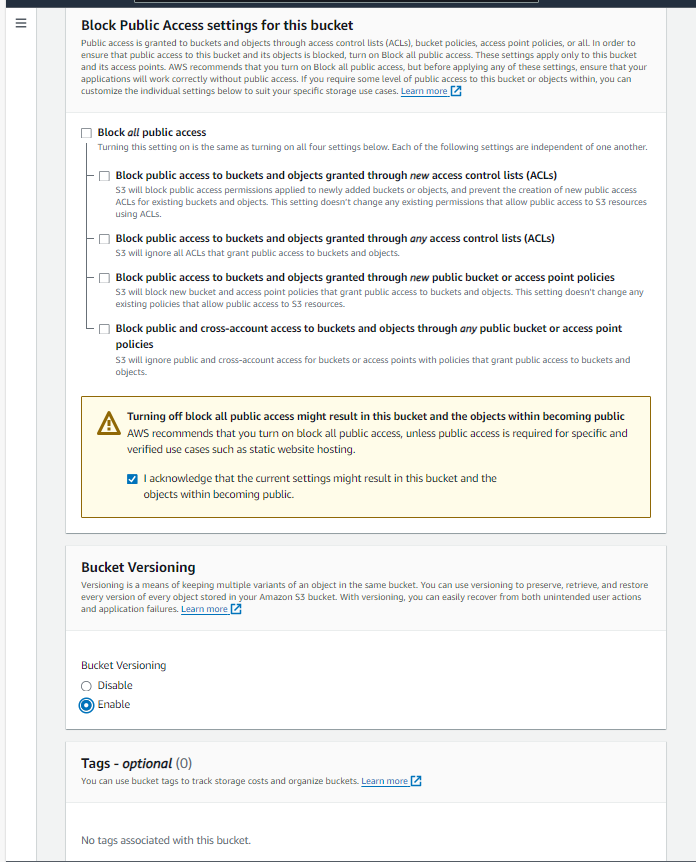 Block Public Access settings for this bucket
Public access is granted to buckets and objects through access control lists (ACLs), bucket policies, access point policies, or all. In order to
ensure that public access to this bucket and its objects is blocked, turn on Block all public access. These settings apply only to this bucket
and its access points. AWS recommends that you turn on Block all public access, but before applying any of these settings, ensure that your
applications will work correctly without public access. If you require some level of public access to this bucket or objects within, you can
customize the individual settings below to suit your specific storage use cases. Learn more
Block all public access
Turning this setting on is the same as turning on all four settings below. Each of the following settings are independent of one another.
Block public access to buckets and objects granted through new access control lists (ACLs)
S3 will block public access permissions applied to newly added buckets or objects, and prevent the creation of new public access
ACLs for existing buckets and objects. This setting doesn't change any existing permissions that allow public access to S3 resources
using ACLs.
Block public access to buckets and objects granted through any access control lists (ACLs)
S3 will ignore all ACLs that grant public access to buckets and objects.
Block public access to buckets and objects granted through new public bucket or access point policies
S3 will block new bucket and access point policies that grant public access to buckets and objects. This setting doesn't change any
existing policies that allow public access to S3 resources.
Block public and cross-account access to buckets and objects through any public bucket or access point
policies
S3 will ignore public and cross-account access for buckets or access points with policies that grant public access to buckets and
objects.
Turning off block all public access might result in this bucket and the objects within becoming public
AWS recommends that you turn on block all public access, unless public access is required for specific and
verified use cases such as static website hosting.
I acknowledge that the current settings might result in this bucket and the
objects within becoming public.
Bucket Versioning
Versioning is a means of keeping multiple variants of an object in the same bucket. You can use versioning to preserve, retrieve, and restore
every version of every object stored in your Amazon S3 bucket. With versioning, you can easily recover from both unintended user actions
and application failures. Learn more
Bucket Versioning
Disable
Enable
Tags - optional (0)
You can use bucket tags to track storage costs and organize buckets. Learn more
No tags associated with this bucket.